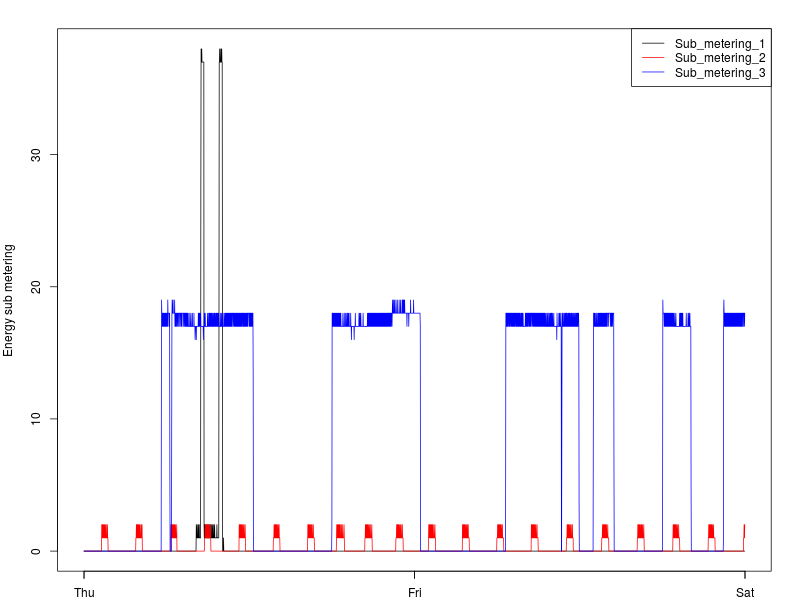 Sub_metering_1
Sub_metering_2
Sub_metering_3
Energy sub metering
30
20
10
0
Thu
Fri
Sat